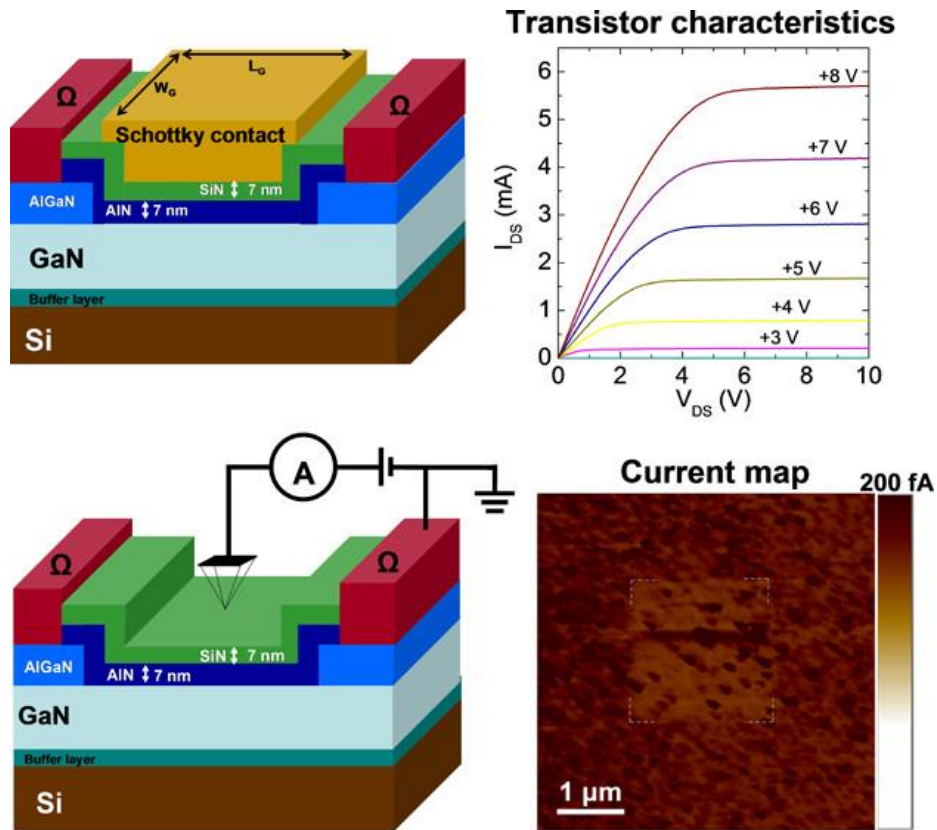 Transistor characteristics
L_G
W_G
Ω
Ω
Schottky contact
SiN 7 nm
AlGaN
AlN 7 nm
GaN
Buffer layer
Si
I_DS (mA)
6
5
4
3
2
1
0
+8 V
+7 V
+6 V
+5 V
+4 V
+3 V
0 2 4 6 8 10
V_DS (V)
A
Ω
Ω
SiN 7 nm
AlGaN
AlN 7 nm
GaN
Buffer layer
Si
Current map
200 fA
1 µm